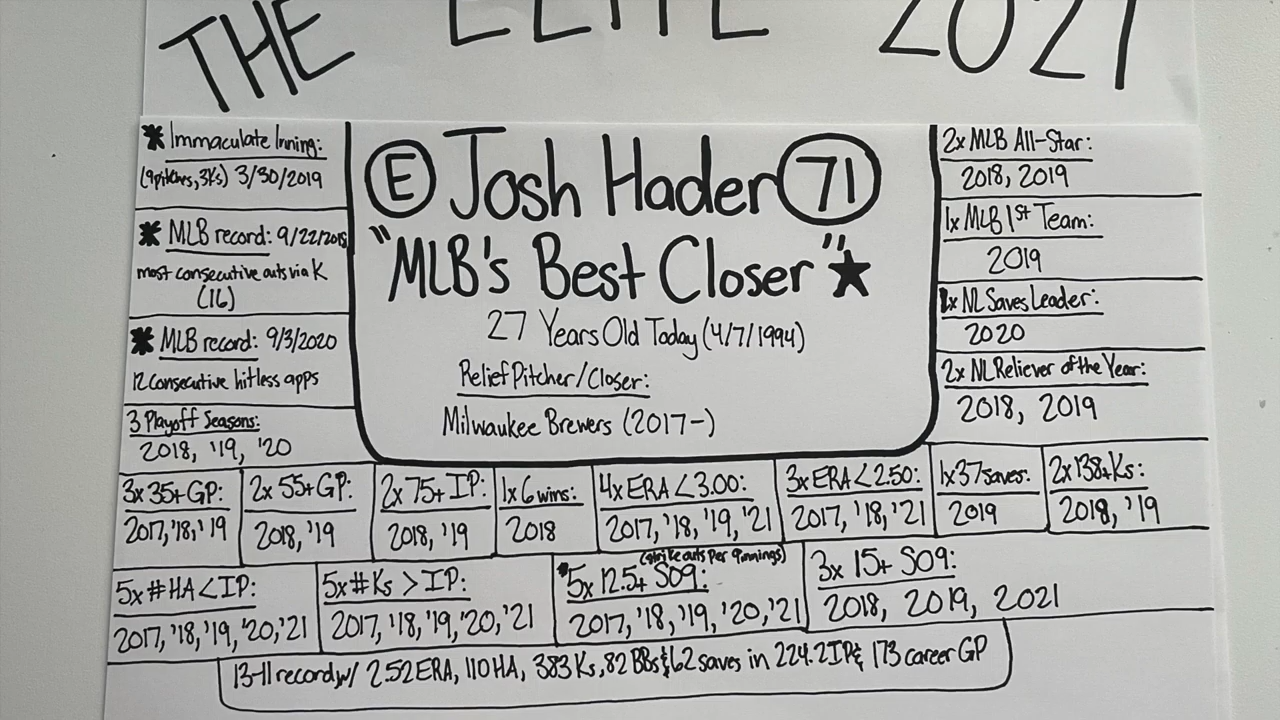 THE ELITE 2021
* Immaculate Inning:
(9pitches, 3Ks) 3/30/2019
* MLB record: 9/22/2018
most consecutive outs via K
(16)
* MLB record: 9/3/2020
12 consecutive hitless apps
3 Playoff Seasons:
2018, '19, '20
E Josh Hader 71
"MLB's Best Closer" ★
27 Years Old Today (4/7/1994)
Relief Pitcher/Closer:
Milwaukee Brewers (2017-)
2x MLB All-Star:
2018, 2019
1x MLB 1st Team:
2019
1x NL Saves Leader:
2020
2x NL Reliever of the Year:
2018, 2019
3x 35+ GP:
2017, '18, '19
2x 55+ GP:
2018, '19
2x 75+ IP:
2018, '19
1x 6 wins:
2018
4x ERA < 3.00:
2017, '18, '19, '21
3x ERA < 2.50:
2017, '18, '21
1x 37 saves:
2019
2x 138+ Ks:
2018, '19
5x #HA < IP:
2017, '18, '19, '20, '21
5x #Ks > IP:
2017, '18, '19, '20, '21
(strike outs per 9 innings)
*5x 12.5+ SO9:
2017, '18, '19, '20, '21
3x 15+ SO9:
2018, 2019, 2021
13-11 record w/ 2.52 ERA, 110 HA, 383 Ks, 82 BBs & 62 saves in 224.2 IP & 173 career GP